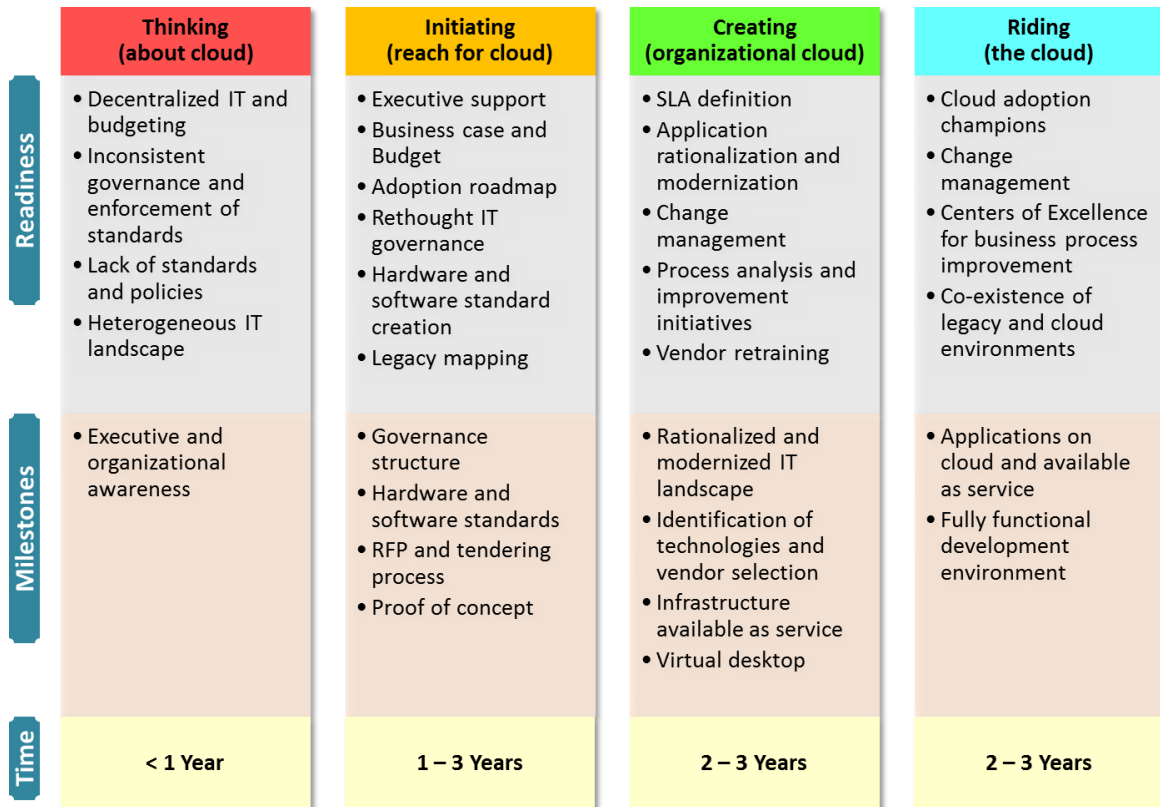 Thinking
(about cloud)
Initiating
(reach for cloud)
Creating
(organizational cloud)
Riding
(the cloud)
Readiness
• Decentralized IT and
budgeting
• Inconsistent
governance and
enforcement of
standards
• Lack of standards
and policies
• Heterogeneous IT
landscape
• Executive support
• Business case and
Budget
• Adoption roadmap
• Rethought IT
governance
• Hardware and
software standard
creation
• Legacy mapping
• SLA definition
• Application
rationalization and
modernization
• Change
management
• Process analysis and
improvement
initiatives
• Vendor retraining
• Cloud adoption
champions
• Change
management
• Centers of Excellence
for business process
improvement
• Co-existence of
legacy and cloud
environments
Milestones
• Executive and
organizational
awareness
• Governance
structure
• Hardware and
software standards
• RFP and tendering
process
• Proof of concept
• Rationalized and
modernized IT
landscape
• Identification of
technologies and
vendor selection
• Infrastructure
available as service
• Virtual desktop
• Applications on
cloud and available
as service
• Fully functional
development
environment
Time
< 1 Year
1 – 3 Years
2 – 3 Years
2 – 3 Years